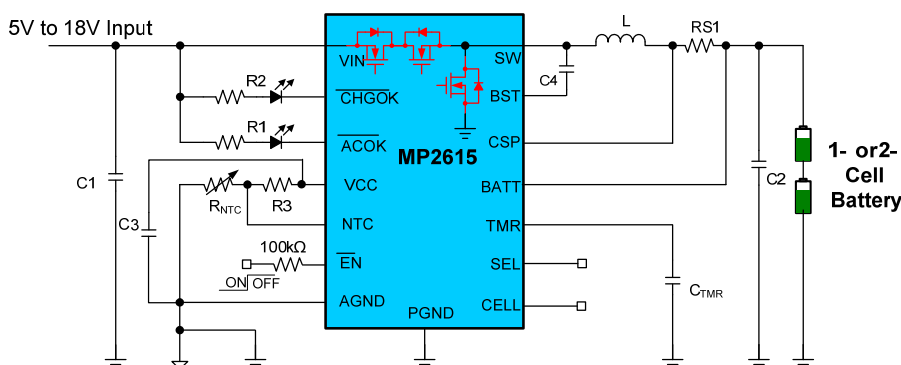 5V to 18V Input
L
RS1
VIN
SW
R2
C4
CHGOK
BST
R1
ACOK
CSP
MP2615
1- or2-
Cell
Battery
C1
VCC
BATT
C2
RNTC
R3
C3
NTC
TMR
100kΩ
EN
SEL
ON OFF
CTMR
AGND
CELL
PGND